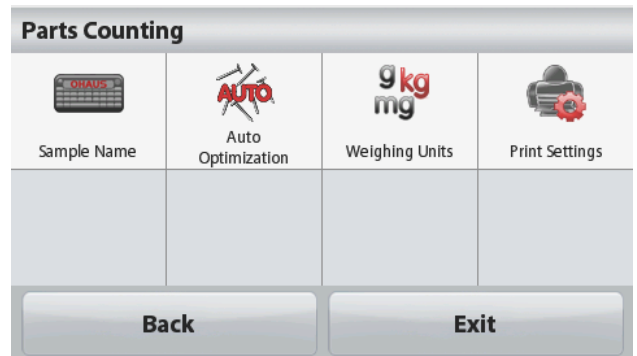 Parts Counting
OHAUS
AUTO
g kg
mg
Sample Name
Auto
Optimization
Weighing Units
Print Settings
Back
Exit